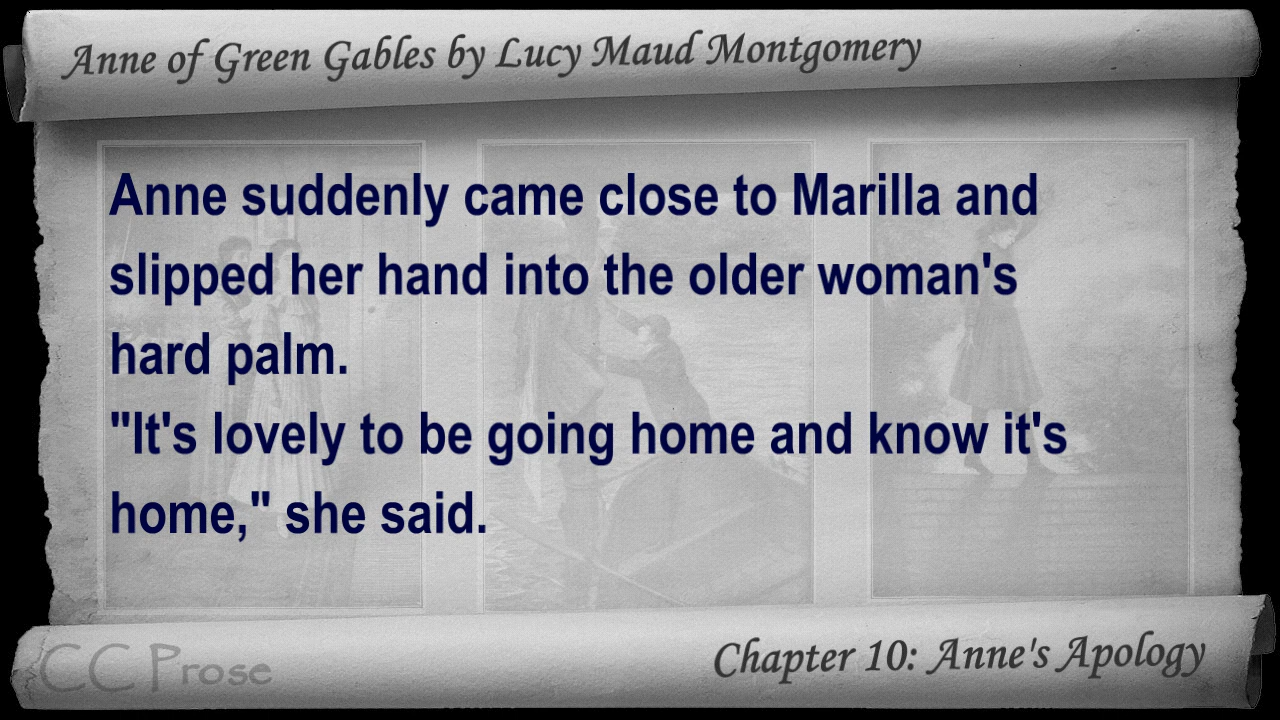 Anne of Green Gables by Lucy Maud Montgomery
Anne suddenly came close to Marilla and
slipped her hand into the older woman's
hard palm.
"It's lovely to be going home and know it's
home," she said.
CC Prose
Chapter 10: Anne's Apology